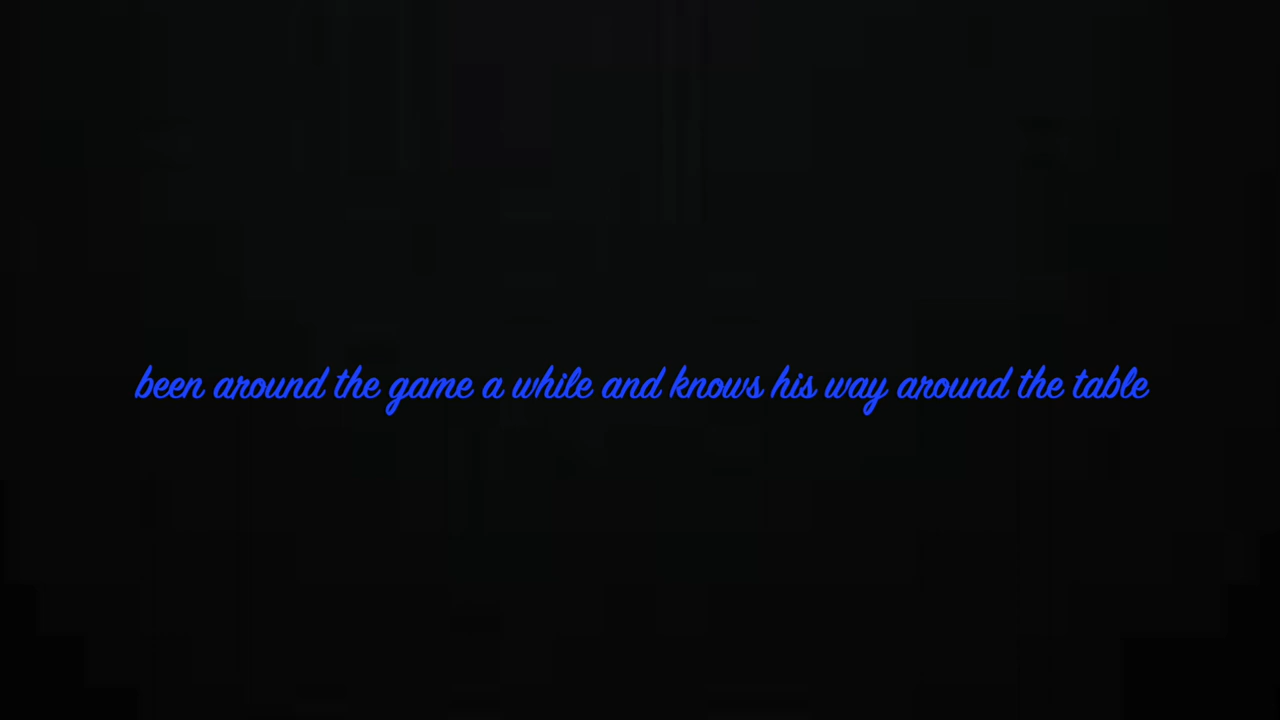 been around the game a while and knows his way around the table